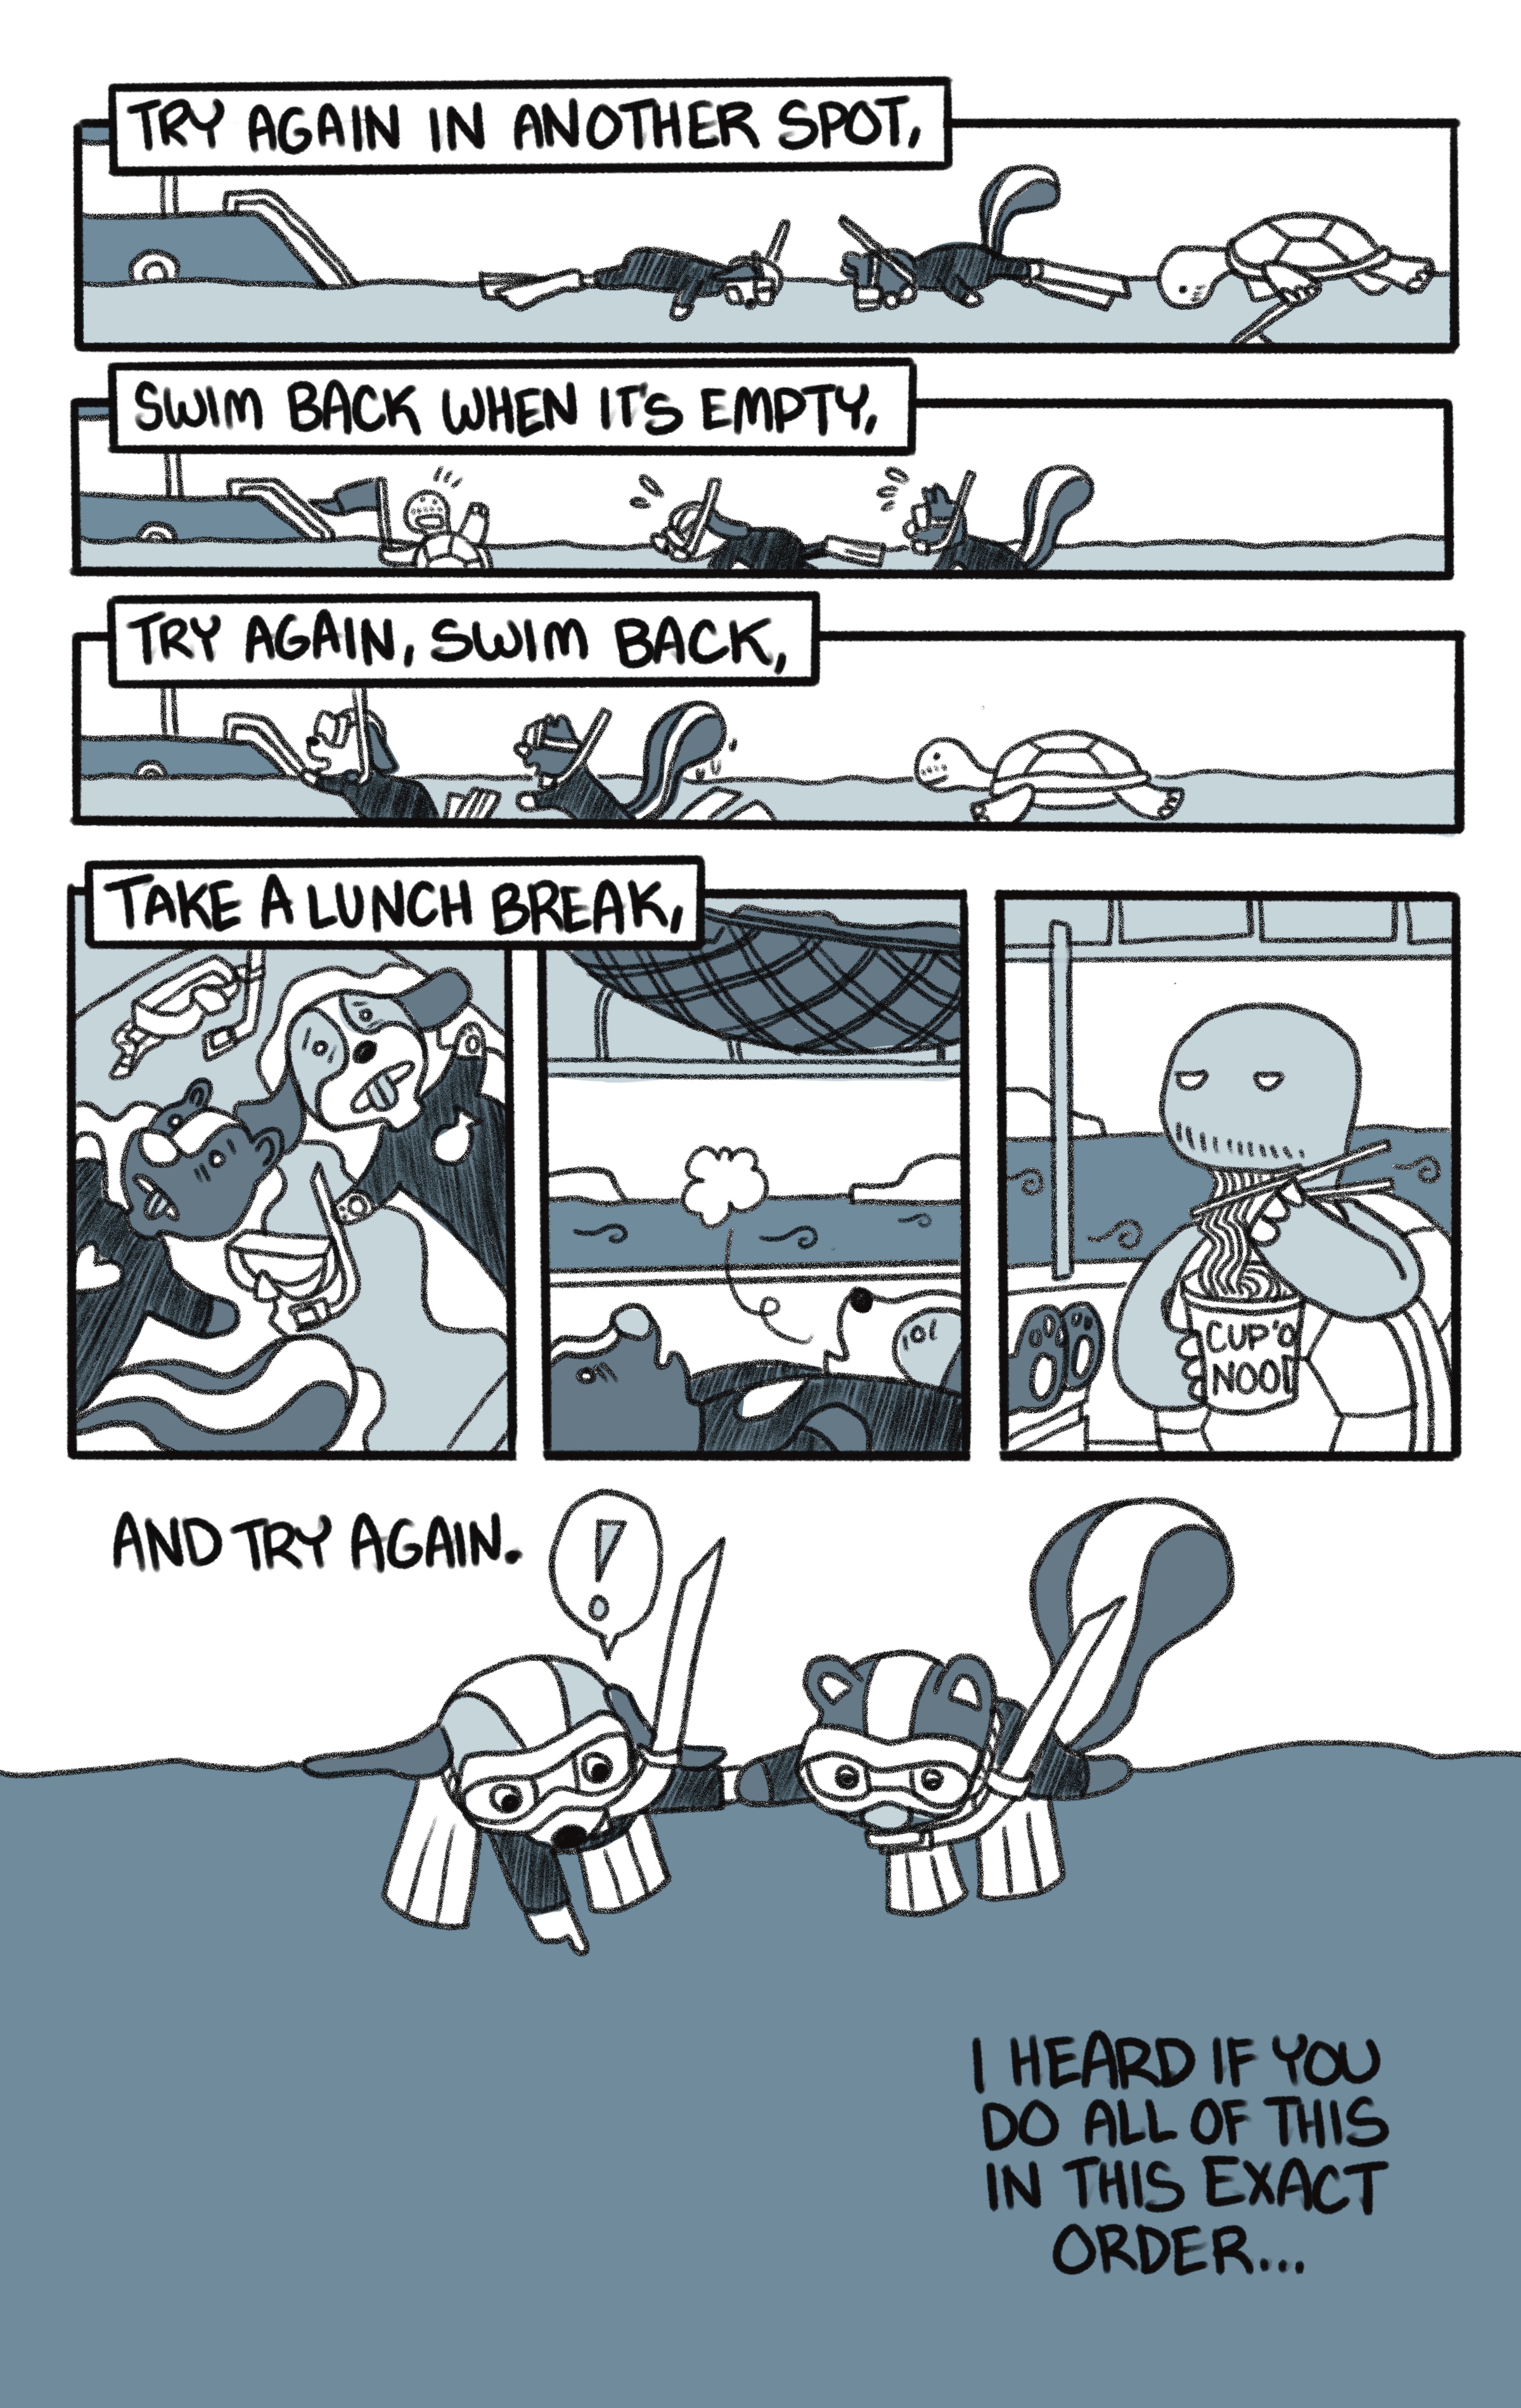 TRY AGAIN IN ANOTHER SPOT,
SWIM BACK WHEN IT'S EMPTY,
TRY AGAIN, SWIM BACK,
TAKE A LUNCH BREAK,
CUP'O
NOOD
AND TRY AGAIN.
!
I HEARD IF YOU
DO ALL OF THIS
IN THIS EXACT
ORDER...